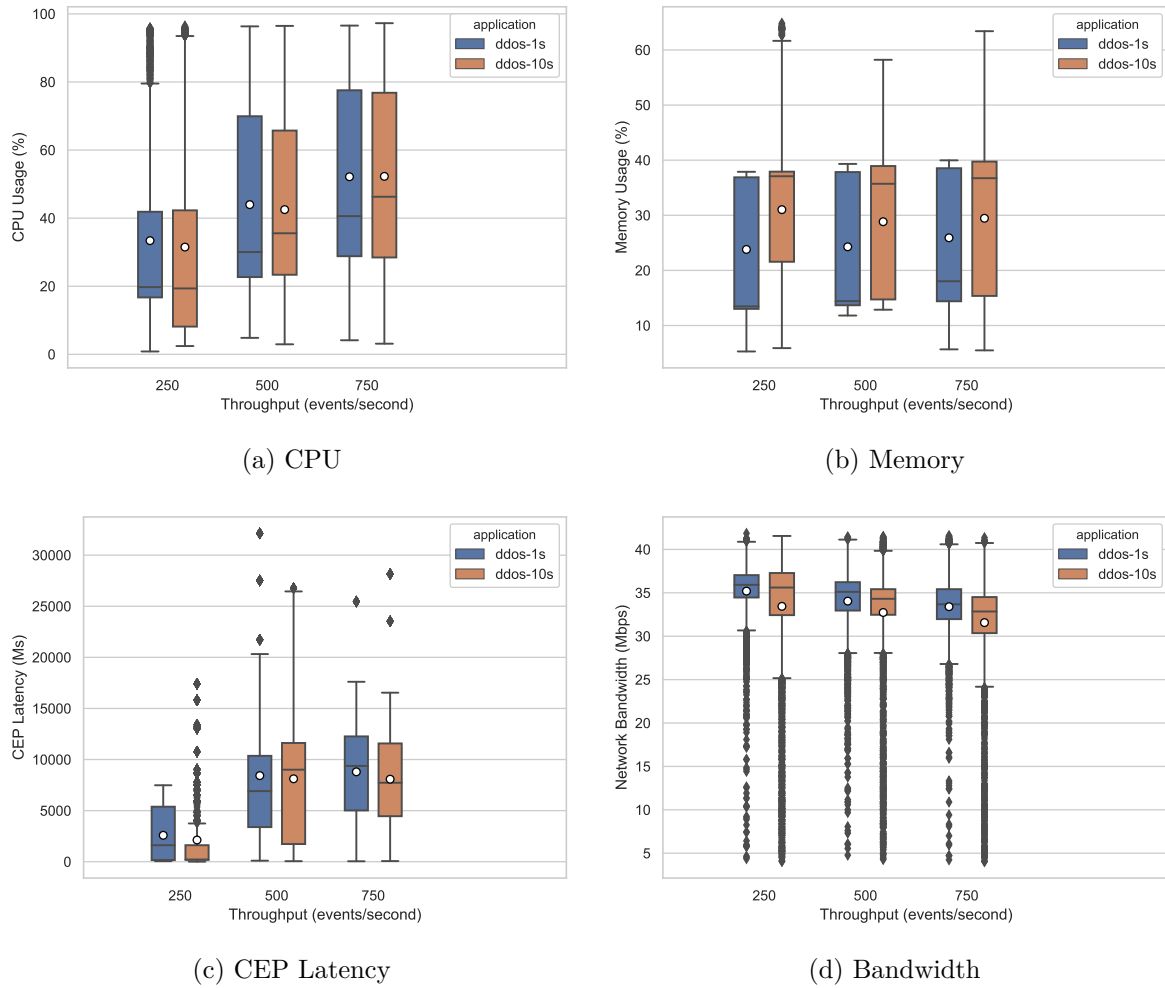 100
80
60
40
20
0
CPU Usage (%)
application
ddos-1s
ddos-10s
250 500 750
Throughput (events/second)
(a) CPU
60
50
40
30
20
10
Memory Usage (%)
application
ddos-1s
ddos-10s
250 500 750
Throughput (events/second)
(b) Memory
30000
25000
20000
15000
10000
5000
0
CEP Latency (Ms)
application
ddos-1s
ddos-10s
250 500 750
Throughput (events/second)
(c) CEP Latency
40
35
30
25
20
15
10
5
Network Bandwidth (Mbps)
application
ddos-1s
ddos-10s
250 500 750
Throughput (events/second)
(d) Bandwidth